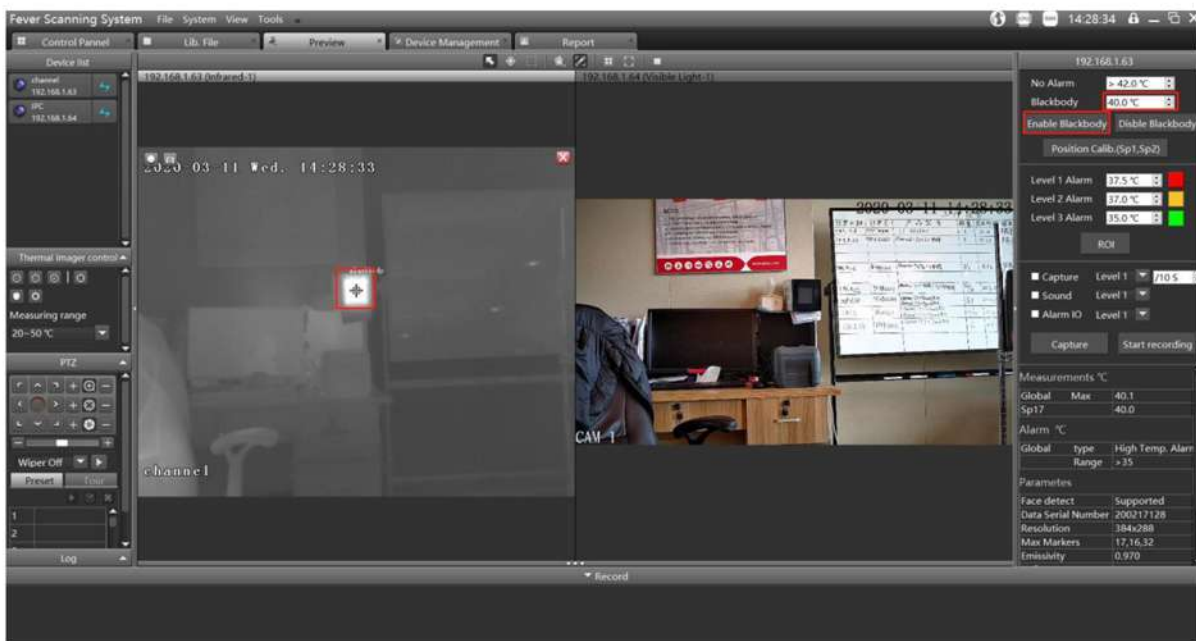 Fever Scanning System File System View Tools 14:28:34
Control Pannel Lib. File Preview Device Management Report
Device list
channel
192.168.1.63
IPC
192.168.1.64
Thermal imager control
Measuring range
20~50 ℃
PTZ
Wiper Off
Preset Tour
1
2
Log
192.168.1.63 (Infrared-1)
2020-03-11 Wed. 14:28:33
channel
192.168.1.64 (Visible Light-1)
2020-03-11 14:28:33
CAM 1
Record
192.168.1.63
No Alarm > 42.0 ℃
Blackbody 40.0 ℃
Enable Blackbody Disble Blackbody
Position Calib.(Sp1,Sp2)
Level 1 Alarm 37.5 ℃
Level 2 Alarm 37.0 ℃
Level 3 Alarm 35.0 ℃
ROI
Capture Level 1 /10 S
Sound Level 1
Alarm IO Level 1
Capture Start recording
Measurements ℃
Global Max 40.1
Sp17 40.0
Alarm ℃
Global type High Temp. Alarm
Range >35
Parametes
Face detect Supported
Data Serial Number 200217128
Resolution 384x288
Max Markers 17,16,32
Emissivity 0.970